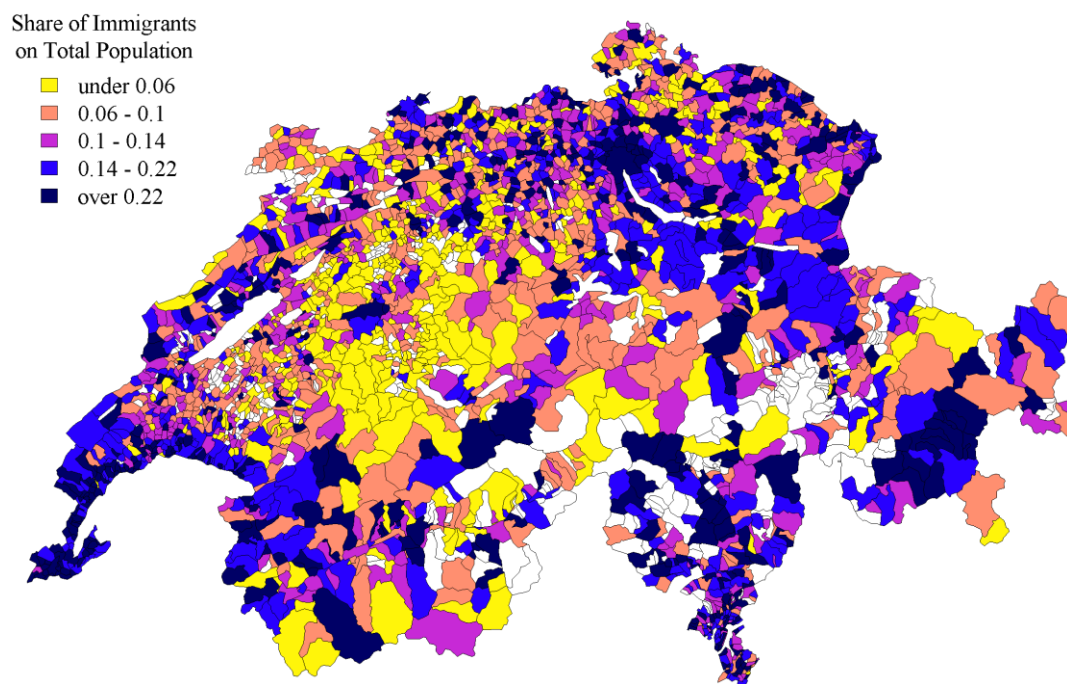 Share of Immigrants
on Total Population
under 0.06
0.06 - 0.1
0.1 - 0.14
0.14 - 0.22
over 0.22